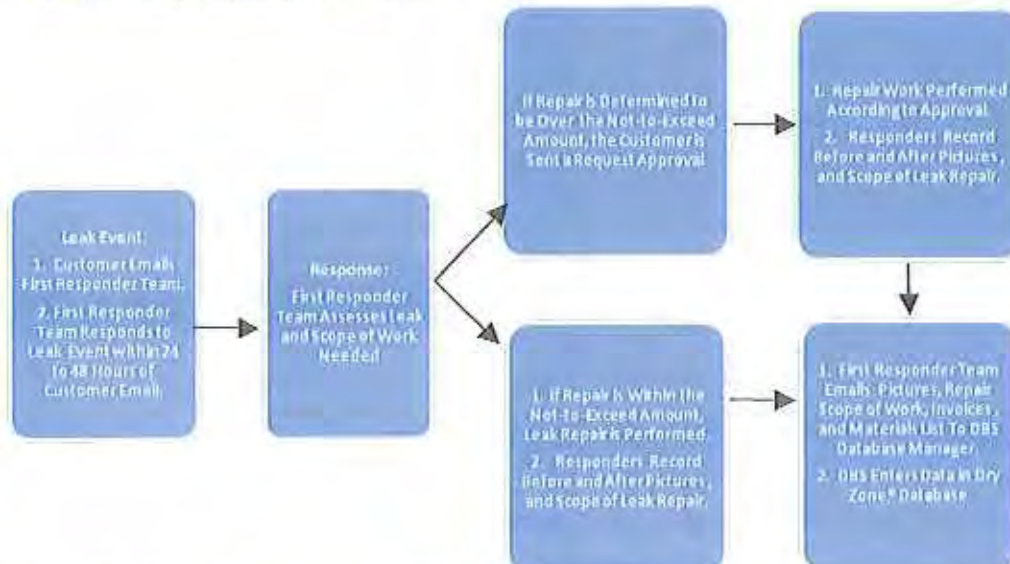 Leak Event:
1. Customer Emails
First Responder Team.
2. First Responder
Team Responds to
Leak Event within 24
to 48 Hours of
Customer Email.
Response:
First Responder
Team Assesses Leak
and Scope of Work
Needed
If Repair is Determined to
be Over the Not-to-Exceed
Amount, the Customer is
Sent a Request Approval
1. Repair Work Performed
According to Approval
2. Responders Record
Before and After Pictures,
and Scope of Leak Repair.
1. If Repair is Within the
Not-to-Exceed Amount,
Leak Repair is Performed.
2. Responders Record
Before and After Pictures,
and Scope of Leak Repair.
1. First Responder Team
Emails Pictures, Repair
Scope of Work, Invoices,
and Materials List To DBS
Database Manager
2. DBS Enters Data in Dry
Zone® Database